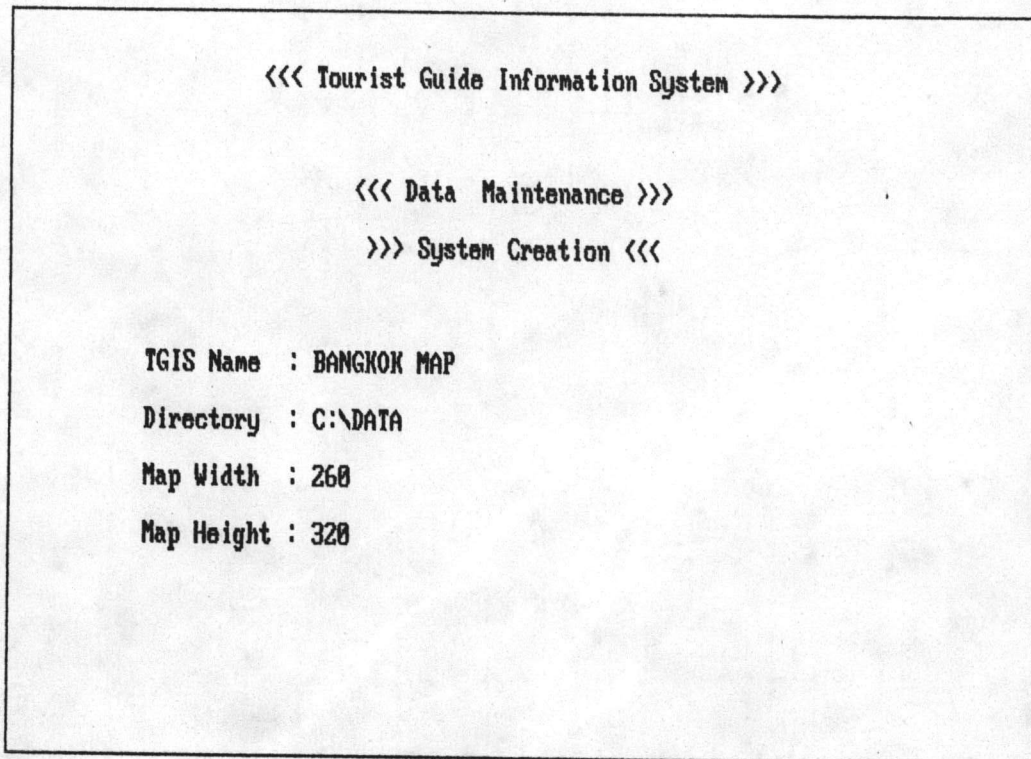 <<< Tourist Guide Information System >>>
<<< Data  Maintenance >>>
>>> System Creation <<<
TGIS Name  : BANGKOK MAP
Directory  : C:\DATA
Map Width  : 260
Map Height : 320